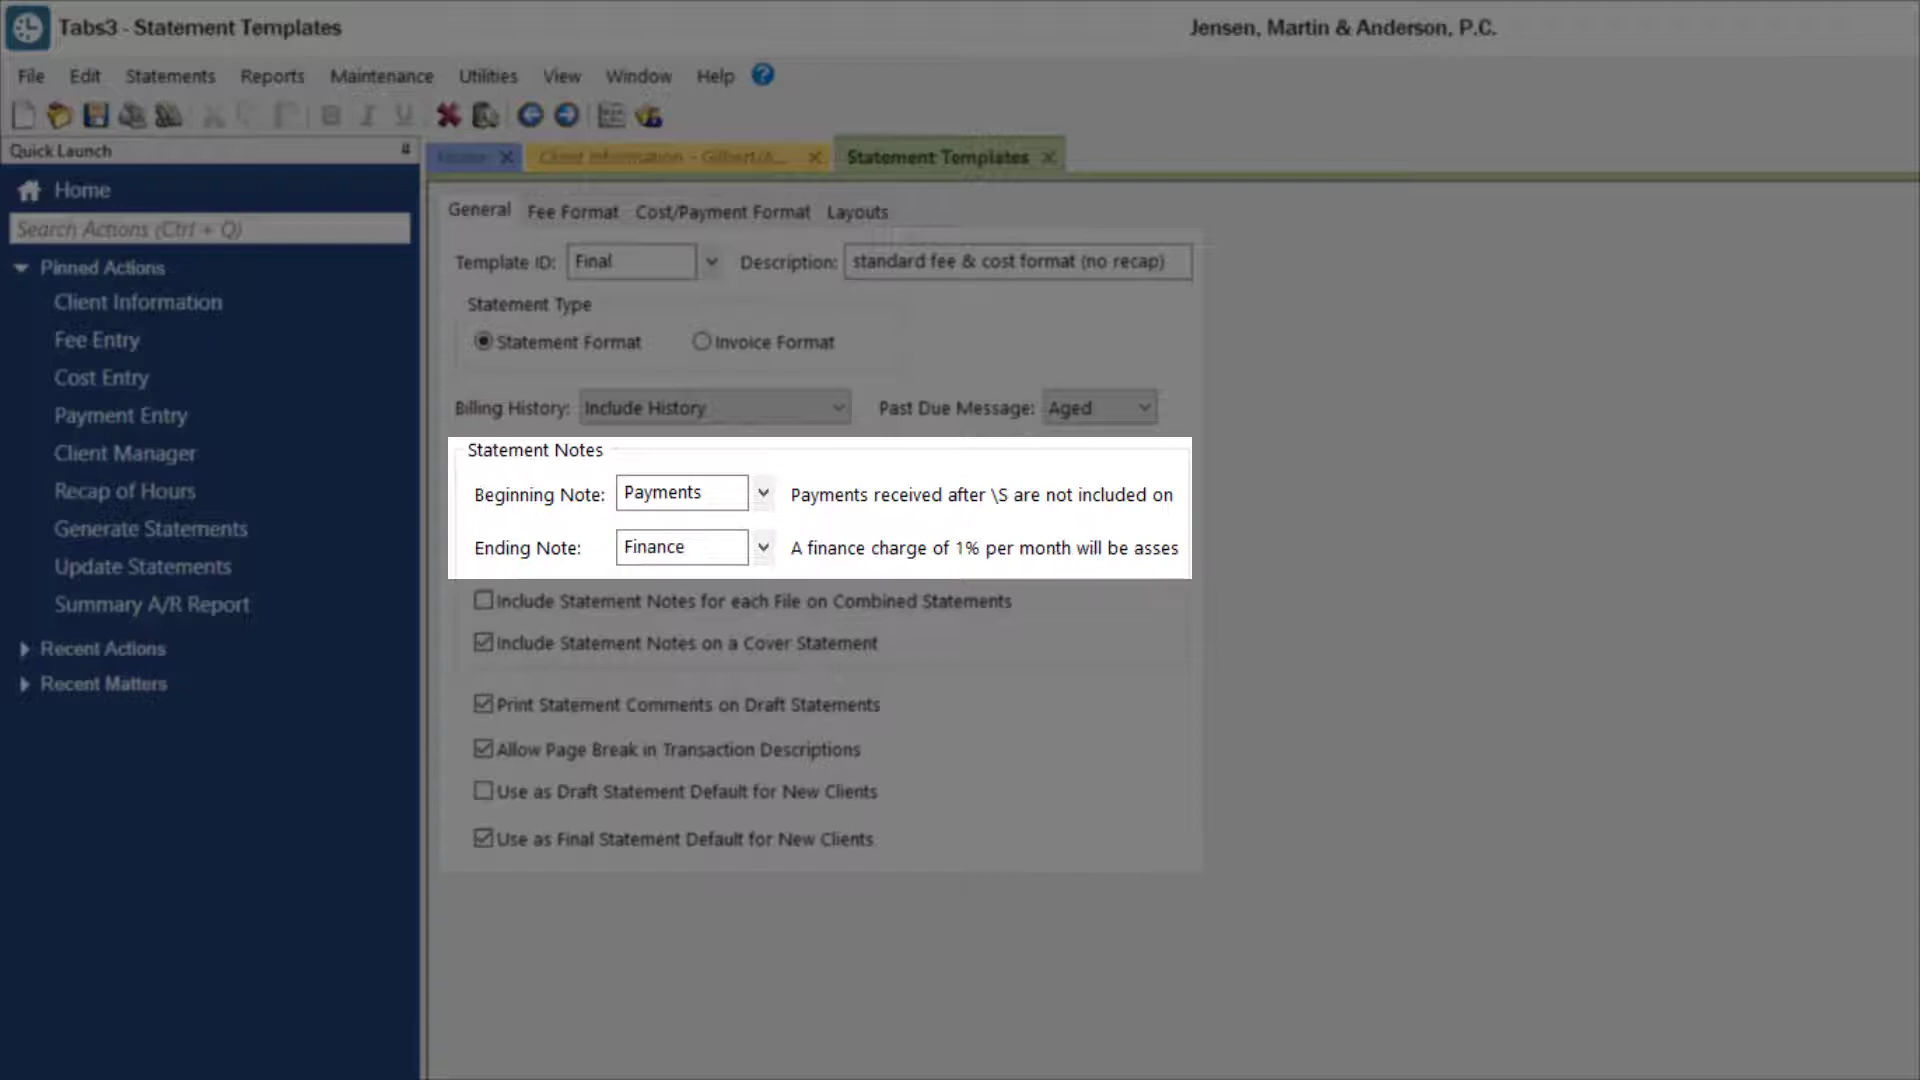 Tabs3 - Statement Templates
Jensen, Martin & Anderson, P.C.
File Edit Statements Reports Maintenance Utilities View Window Help ?
B I U
Quick Launch
Home Client Information - Gilbert/A... Statement Templates
Home
Search Actions (Ctrl + Q)
Pinned Actions
Client Information
Fee Entry
Cost Entry
Payment Entry
Client Manager
Recap of Hours
Generate Statements
Update Statements
Summary A/R Report
Recent Actions
Recent Matters
General Fee Format Cost/Payment Format Layouts
Template ID: Final Description: standard fee & cost format (no recap)
Statement Type
Statement Format Invoice Format
Billing History: Include History Past Due Message: Aged
Statement Notes
Beginning Note: Payments Payments received after \S are not included on
Ending Note: Finance A finance charge of 1% per month will be asses
Include Statement Notes for each File on Combined Statements
Include Statement Notes on a Cover Statement
Print Statement Comments on Draft Statements
Allow Page Break in Transaction Descriptions
Use as Draft Statement Default for New Clients
Use as Final Statement Default for New Clients